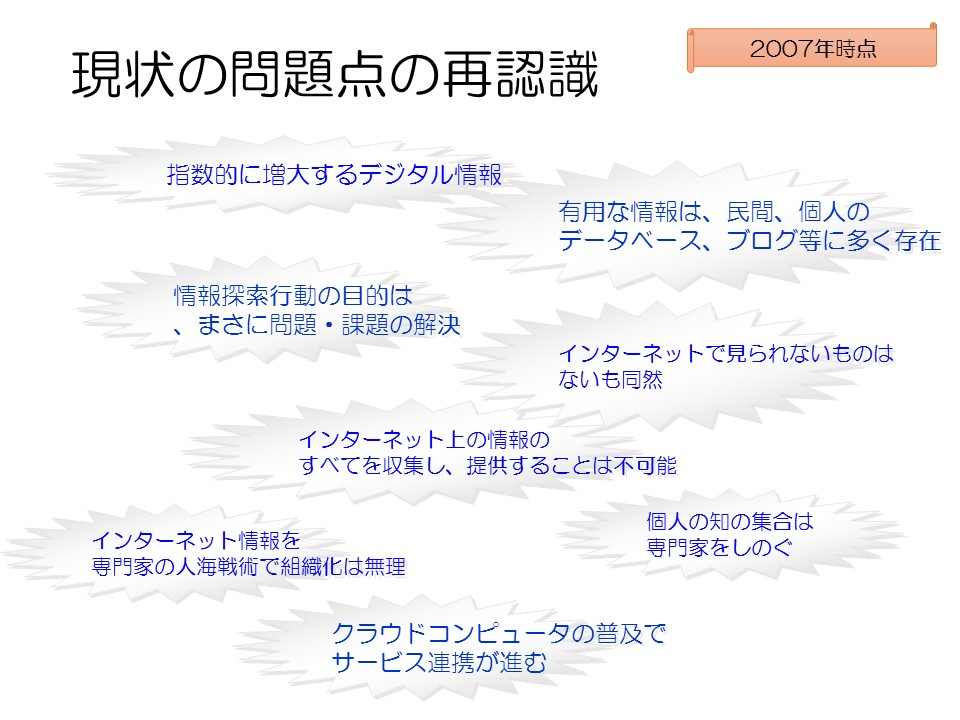 現状の問題点の再認識
2007年時点
指数的に増大するデジタル情報
有用な情報は、民間、個人の
データベース、ブログ等に多く存在
情報探索行動の目的は
、まさに問題・課題の解決
インターネットで見られないものは
ないも同然
インターネット上の情報の
すべてを収集し、提供することは不可能
個人の知の集合は
専門家をしのぐ
インターネット情報を
専門家の人海戦術で組織化は無理
クラウドコンピュータの普及で
サービス連携が進む